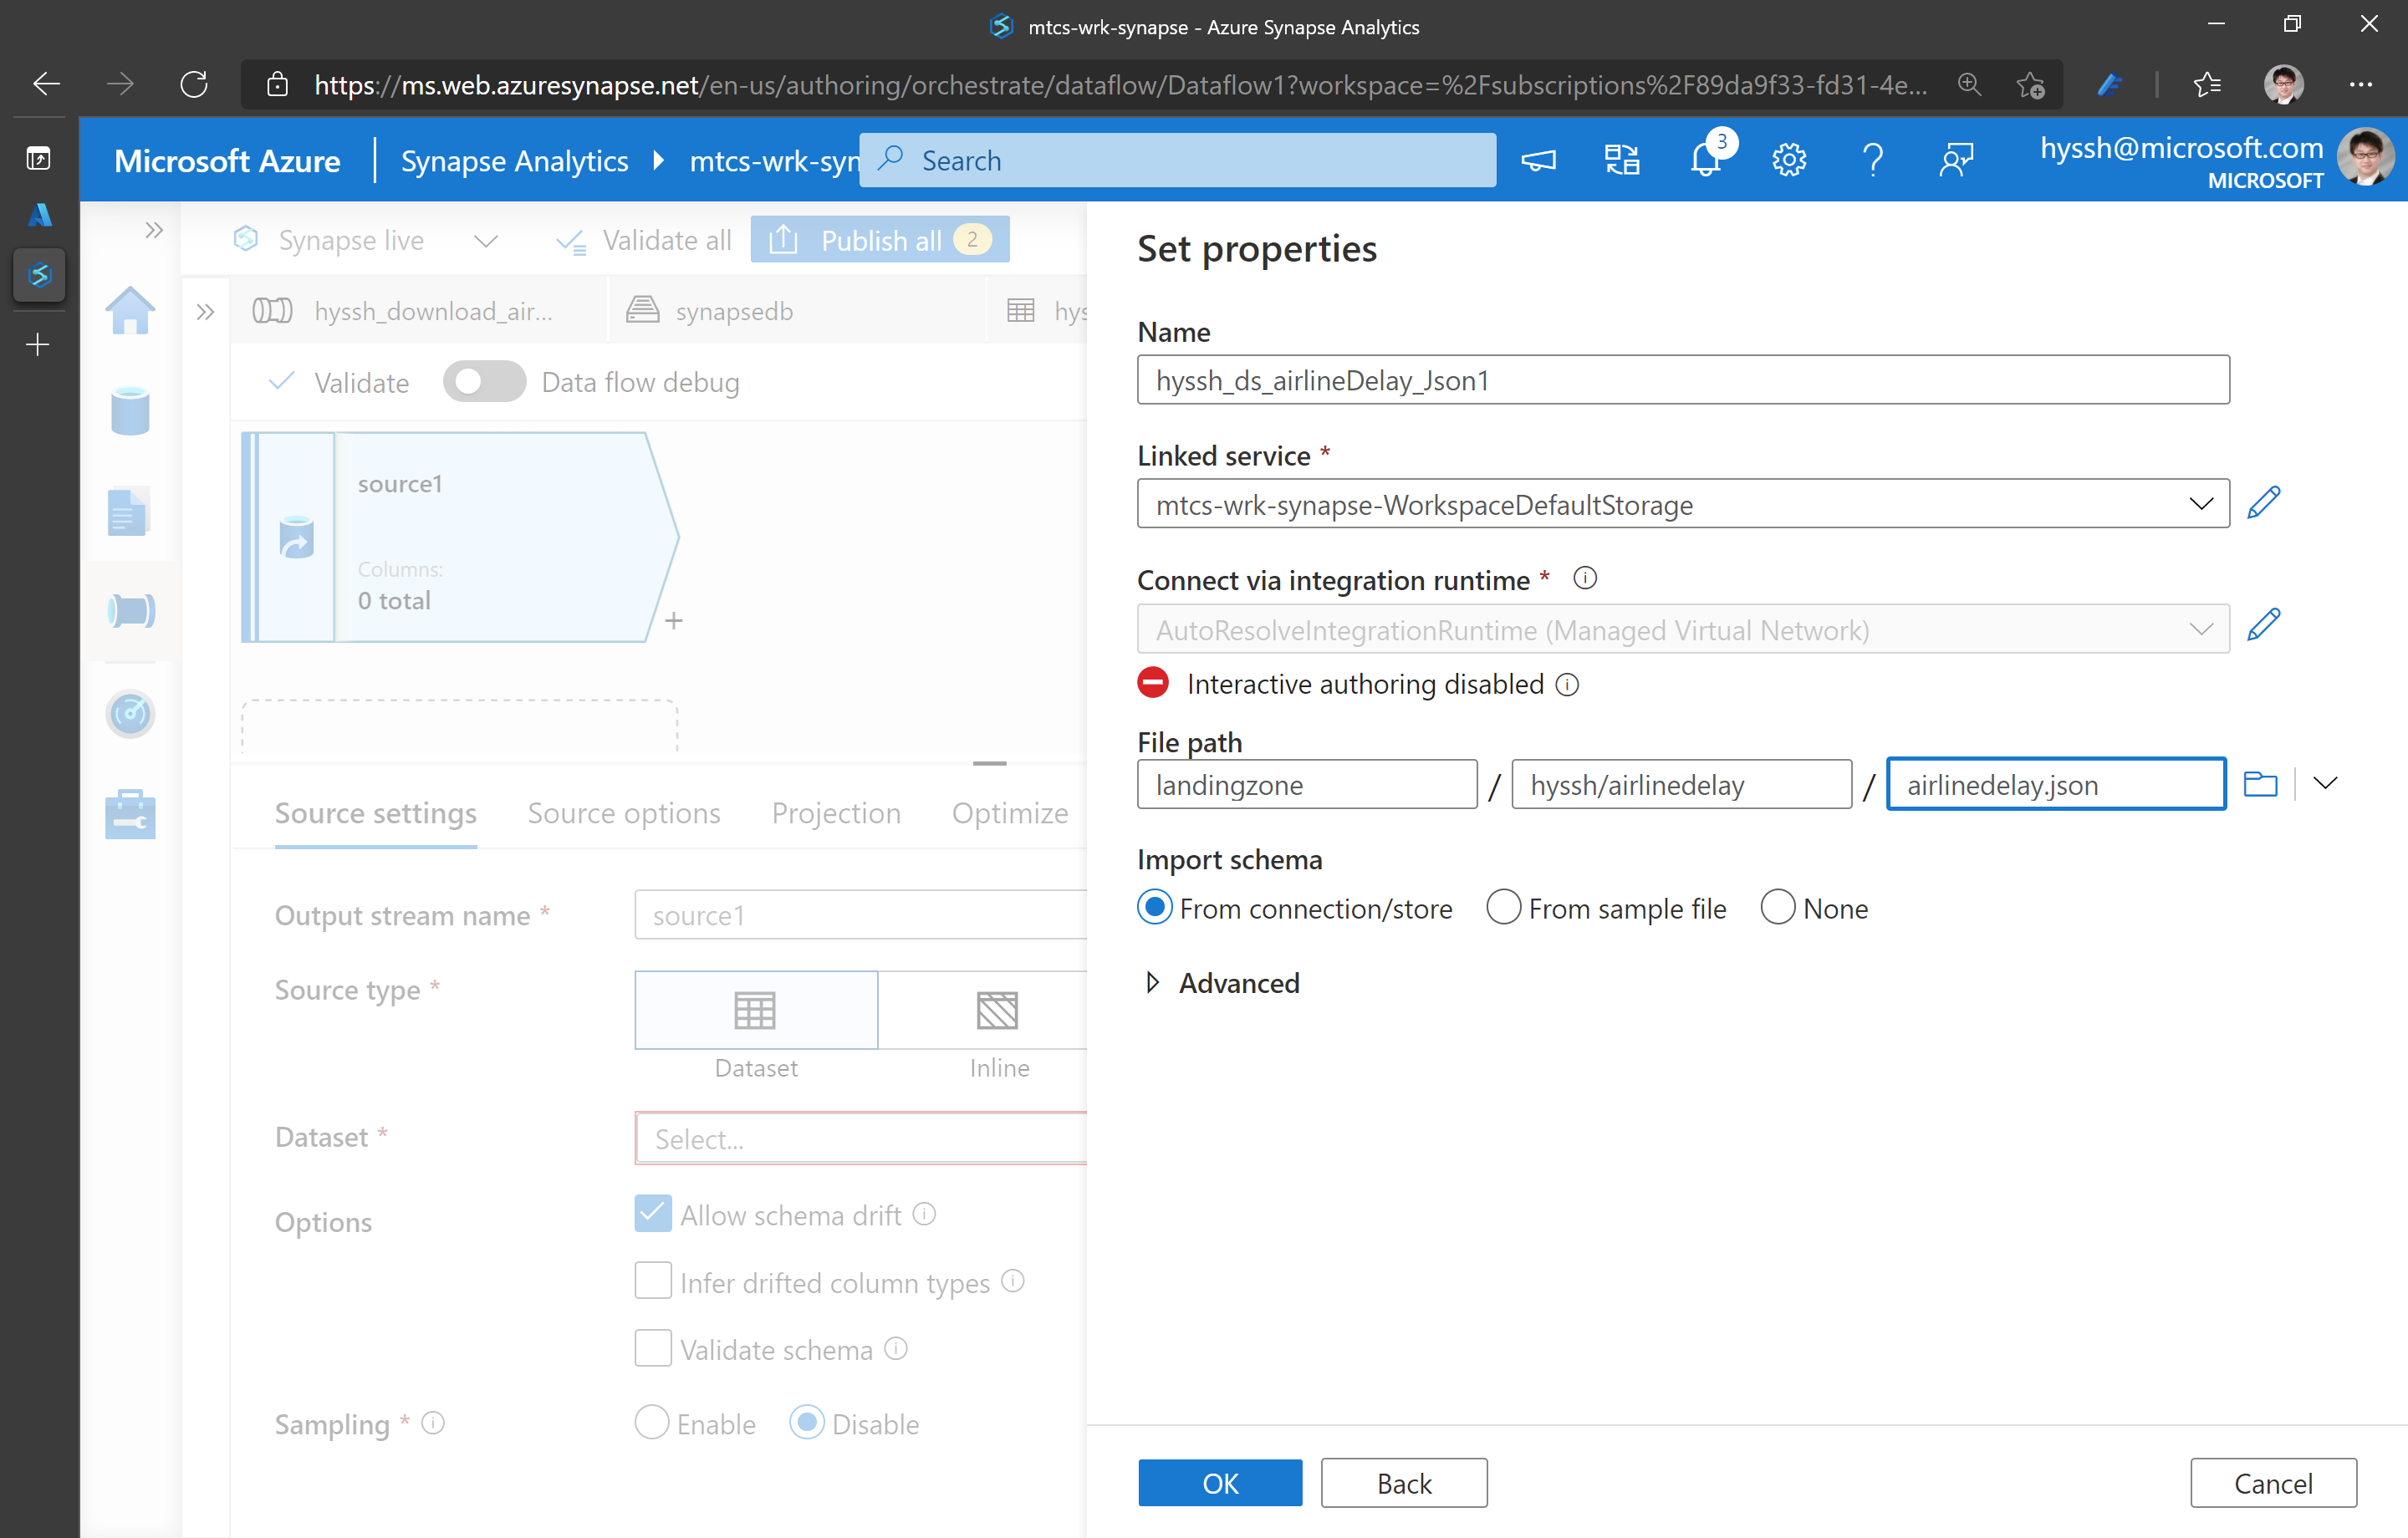 mtcs-wrk-synapse - Azure Synapse Analytics
https://ms.web.azuresynapse.net/en-us/authoring/orchestrate/dataflow/Dataflow1?workspace=%2Fsubscriptions%2F89da9f33-fd31-4e...
Microsoft Azure
Synapse Analytics
mtcs-wrk-syn
Search
3
hyssh@microsoft.com
MICROSOFT
Synapse live
Validate all
Publish all
2
hyssh_download_air...
synapsedb
hys
Validate
Data flow debug
source1
Columns:
0 total
Source settings
Source options
Projection
Optimize
Output stream name *
source1
Source type *
Dataset
Inline
Dataset *
Select...
Options
Allow schema drift
Infer drifted column types
Validate schema
Sampling *
Enable
Disable
Set properties
Name
hyssh_ds_airlineDelay_Json1
Linked service *
mtcs-wrk-synapse-WorkspaceDefaultStorage
Connect via integration runtime *
AutoResolveIntegrationRuntime (Managed Virtual Network)
Interactive authoring disabled
File path
landingzone / hyssh/airlinedelay / airlinedelay.json
Import schema
From connection/store
From sample file
None
Advanced
OK
Back
Cancel